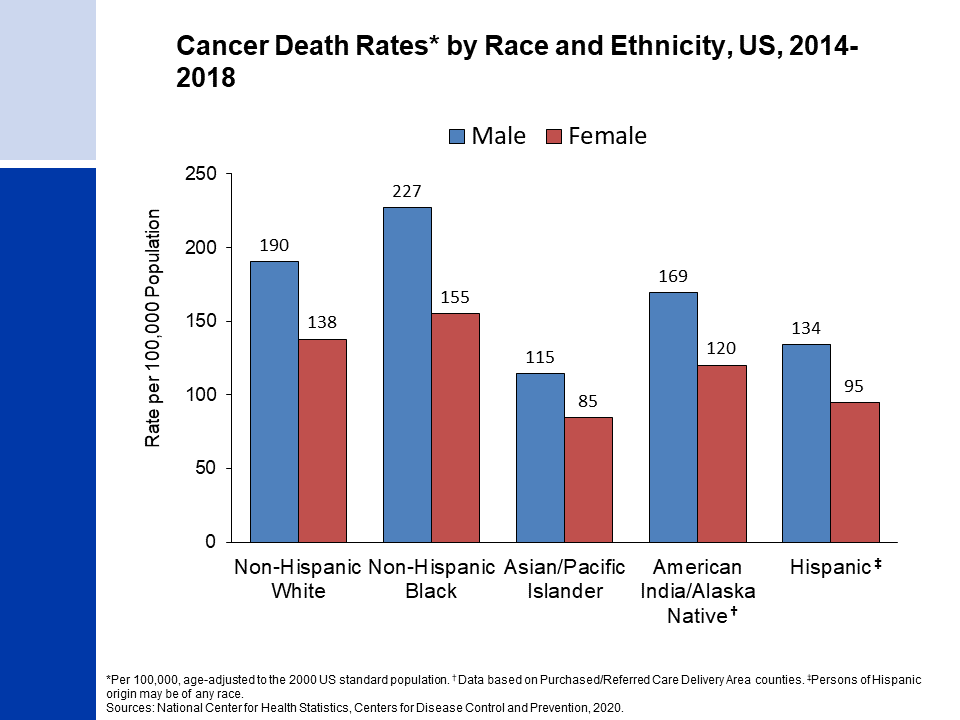 Cancer Death Rates* by Race and Ethnicity, US, 2014-
2018
Male Female
Rate per 100,000 Population
250
200
150
100
50
0
190
138
227
155
115
85
169
120
134
95
Non-Hispanic
White
Non-Hispanic
Black
Asian/Pacific
Islander
American
India/Alaska
Native†
Hispanic‡
*Per 100,000, age-adjusted to the 2000 US standard population. †Data based on Purchased/Referred Care Delivery Area counties. ‡Persons of Hispanic
origin may be of any race.
Sources: National Center for Health Statistics, Centers for Disease Control and Prevention, 2020.